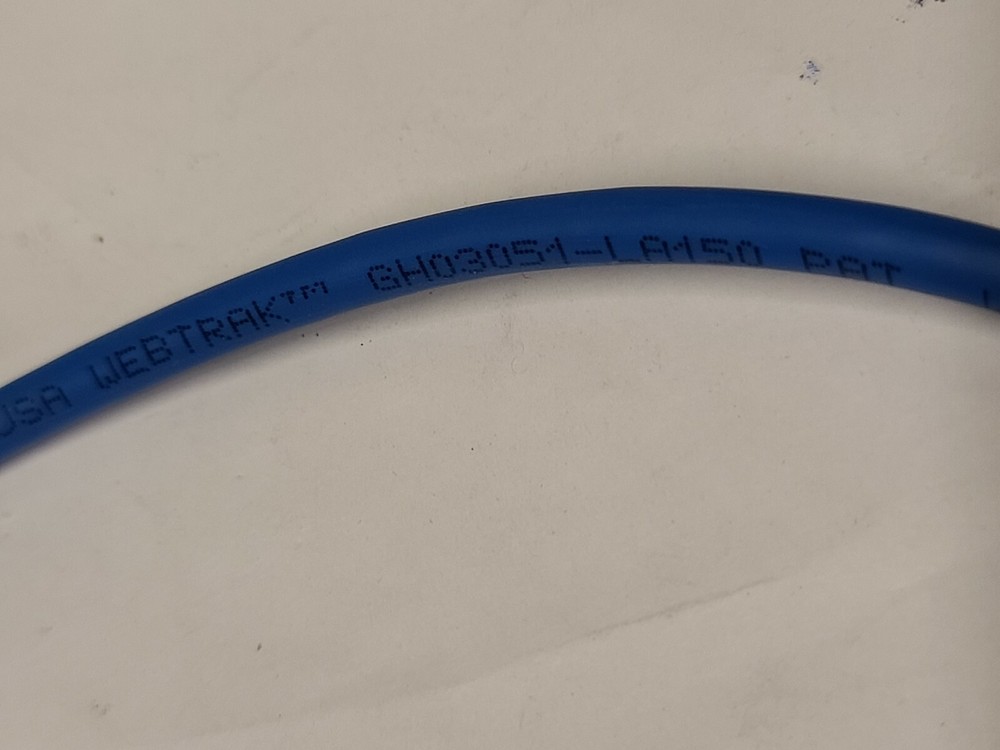 USA WEBTRAK™ GH03051-LA150 PAT